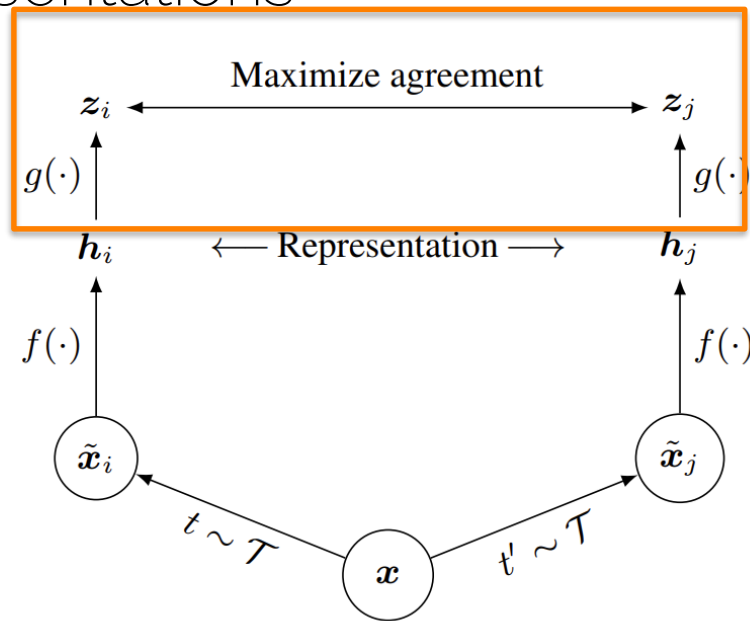 Maximize agreement
z_i z_j
g(·) g(·
h_i ⟵ Representation ⟶ h_j
f(·) f(·)
x̃_i x̃_j
t ∼ 𝒯 t′ ∼ 𝒯
x